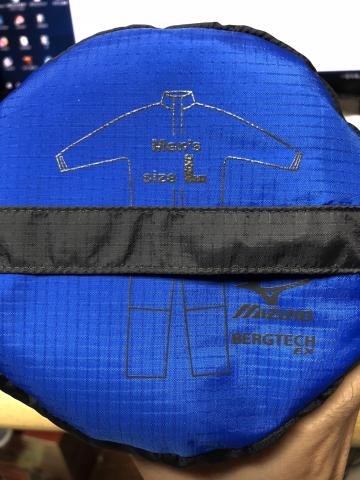 Men's
size L
MIZUNO
BERGTECH
EX